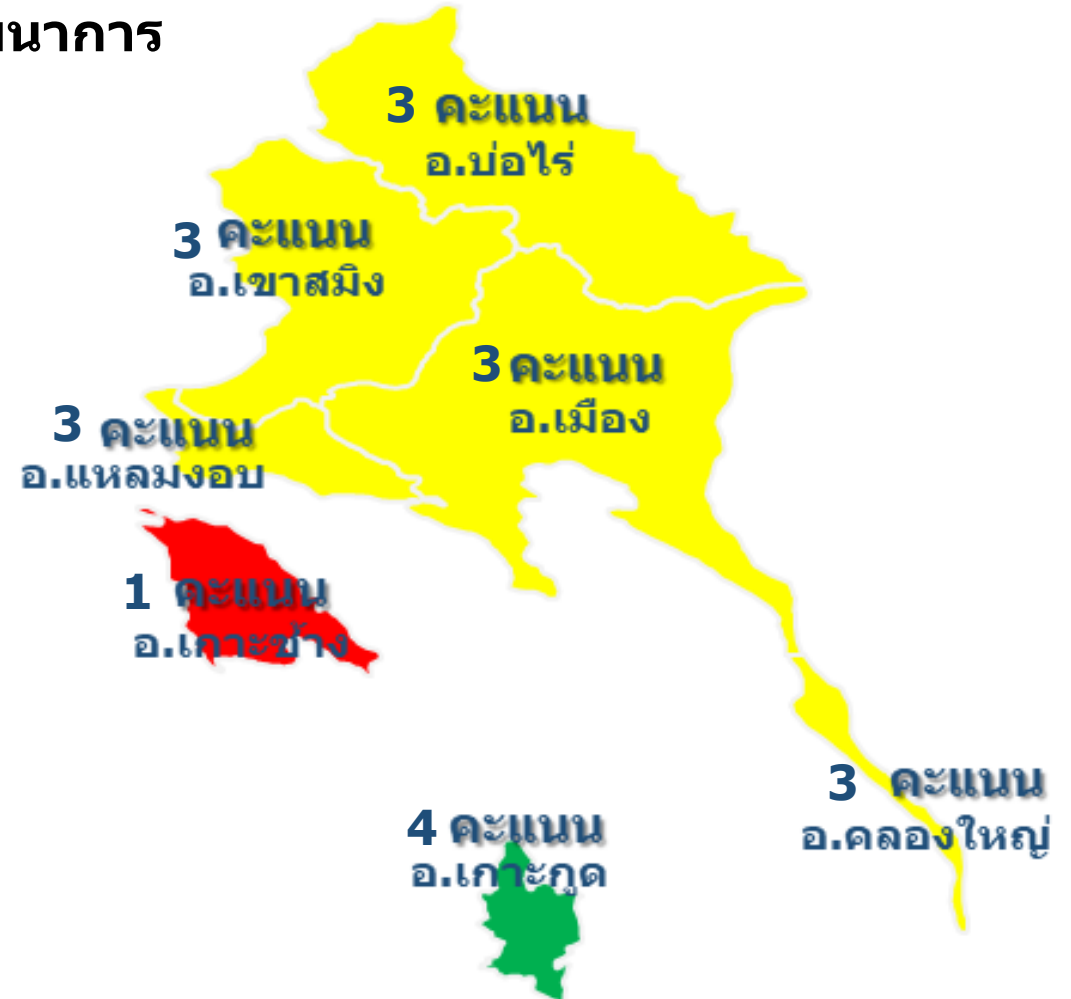 นาการ
3 คะแนน
อ.บ่อไร่
3 คะแนน
อ.เขาสมิง
3 คะแนน
อ.เมือง
3 คะแนน
อ.แหลมงอบ
1 คะแนน
อ.เกาะช้าง
3 คะแนน
อ.คลองใหญ่
4 คะแนน
อ.เกาะกูด